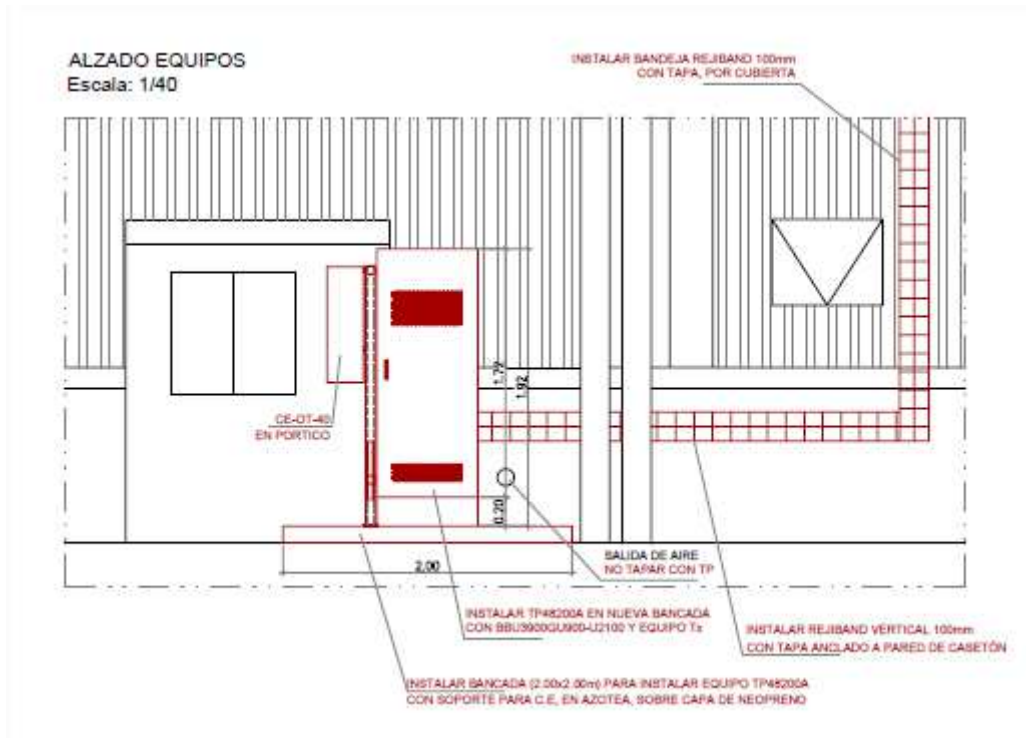 ALZADO EQUIPOS
Escala: 1/40
INSTALAR BANDEJA REJIBAND 100mm
CON TAPA, POR CUBIERTA
1.72
1.92
CE-OT-40
EN PORTICO
0.20
2.00
SALIDA DE AIRE
NO TAPAR CON TP
INSTALAR TP48200A EN NUEVA BANCADA
CON BBU3900GU900-U2100 Y EQUIPO Tx
INSTALAR REJIBAND VERTICAL 100mm
CON TAPA ANCLADO A PARED DE CASETÓN
INSTALAR BANCADA (2.00x2.00m) PARA INSTALAR EQUIPO TP48200A
CON SOPORTE PARA C.E, EN AZOTEA, SOBRE CAPA DE NEOPRENO